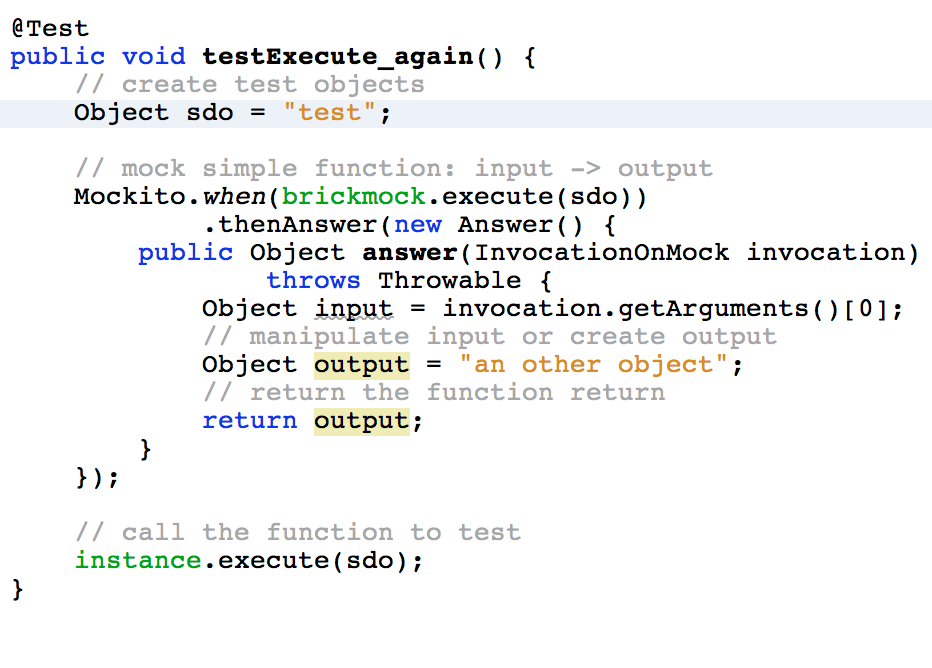 @Test
public void testExecute_again() {
    // create test objects
    Object sdo = "test";

    // mock simple function: input -> output
    Mockito.when(brickmock.execute(sdo))
            .thenAnswer(new Answer() {
        public Object answer(InvocationOnMock invocation)
                throws Throwable {
            Object input = invocation.getArguments()[0];
            // manipulate input or create output
            Object output = "an other object";
            // return the function return
            return output;
        }
    });

    // call the function to test
    instance.execute(sdo);
}